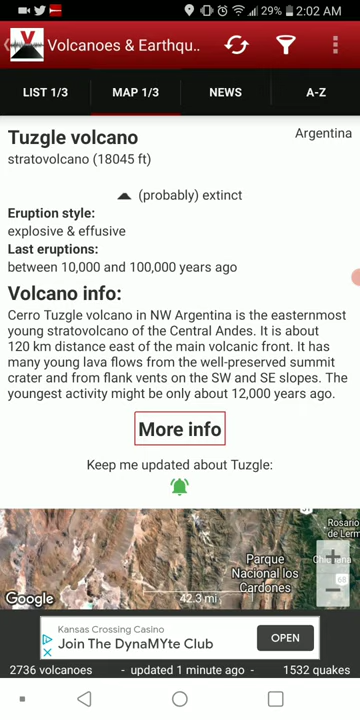 29% 2:02 AM
Volcanoes & Earthqu..
LIST 1/3 MAP 1/3 NEWS A-Z
Tuzgle volcano
Argentina
stratovolcano (18045 ft)
(probably) extinct
Eruption style:
explosive & effusive
Last eruptions:
between 10,000 and 100,000 years ago
Volcano info:
Cerro Tuzgle volcano in NW Argentina is the easternmost
young stratovolcano of the Central Andes. It is about
120 km distance east of the main volcanic front. It has
many young lava flows from the well-preserved summit
crater and from flank vents on the SW and SE slopes. The
youngest activity might be only about 12,000 years ago.
More info
Keep me updated about Tuzgle:
51
Rosario
de Lerm
Parque
Nacional los
Cardones
68
Google
42.3 mi
Kansas Crossing Casino
Join The DynaMYte Club
OPEN
2736 volcanoes - updated 1 minute ago - 1532 quakes